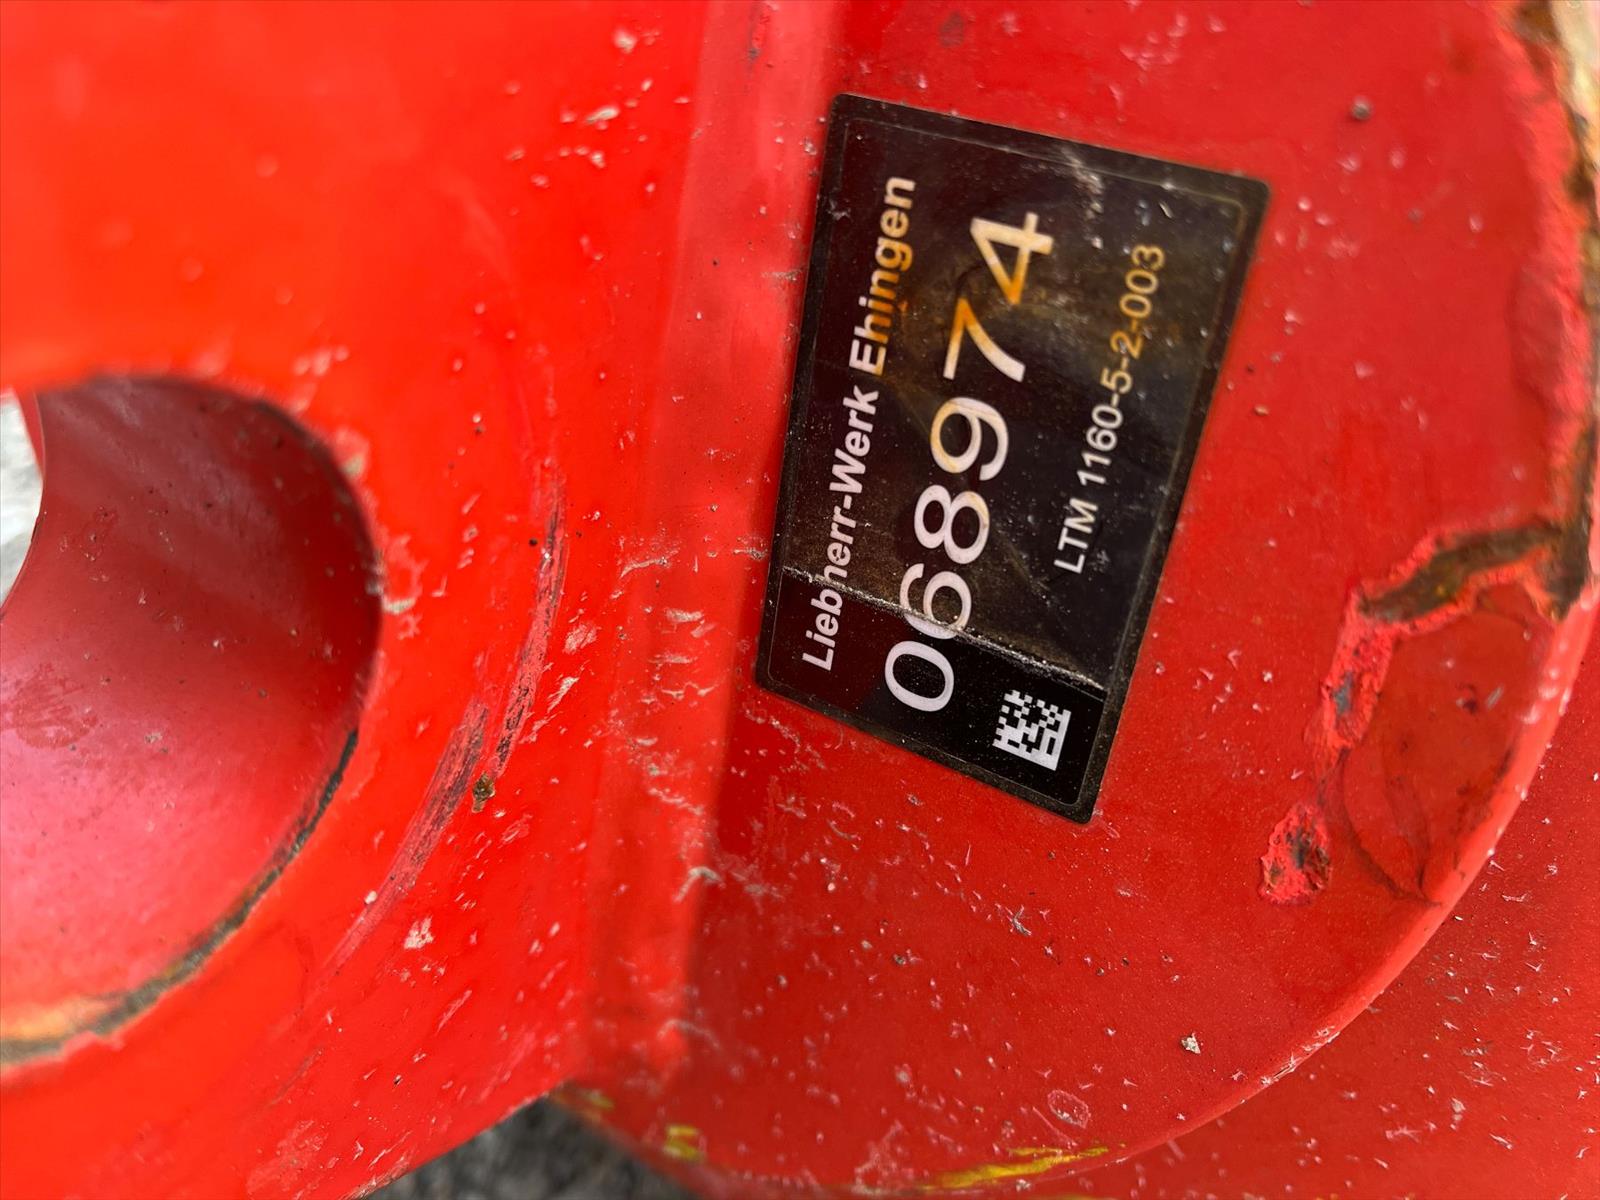 Liebherr-Werk Ehingen
068974
LTM 1160-5-2-003